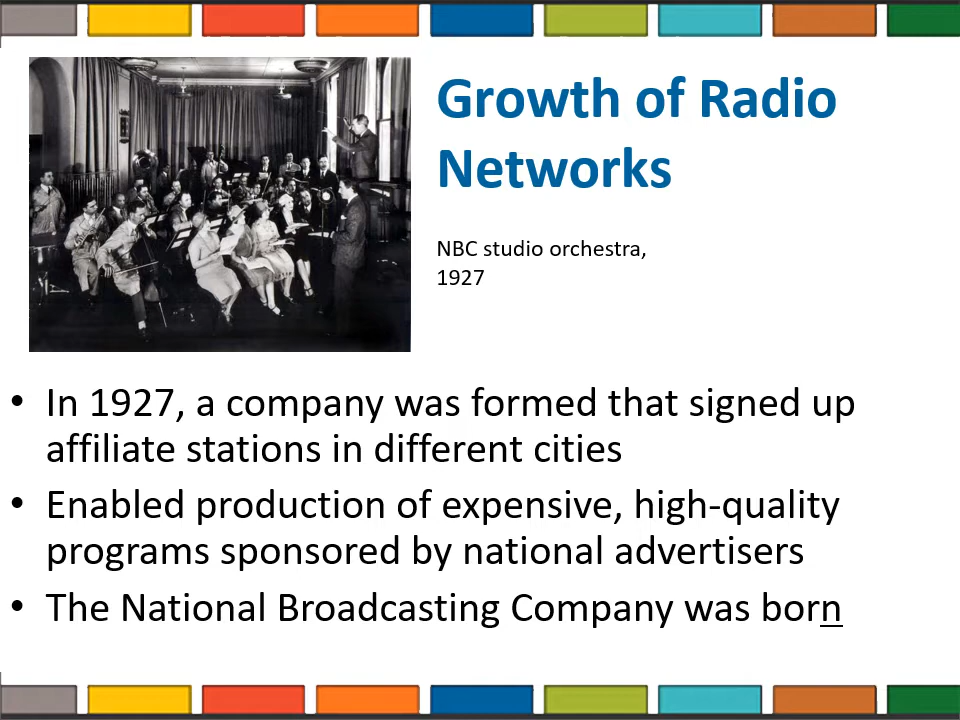 Growth of Radio
Networks
NBC studio orchestra,
1927
• In 1927, a company was formed that signed up
affiliate stations in different cities
• Enabled production of expensive, high-quality
programs sponsored by national advertisers
• The National Broadcasting Company was born